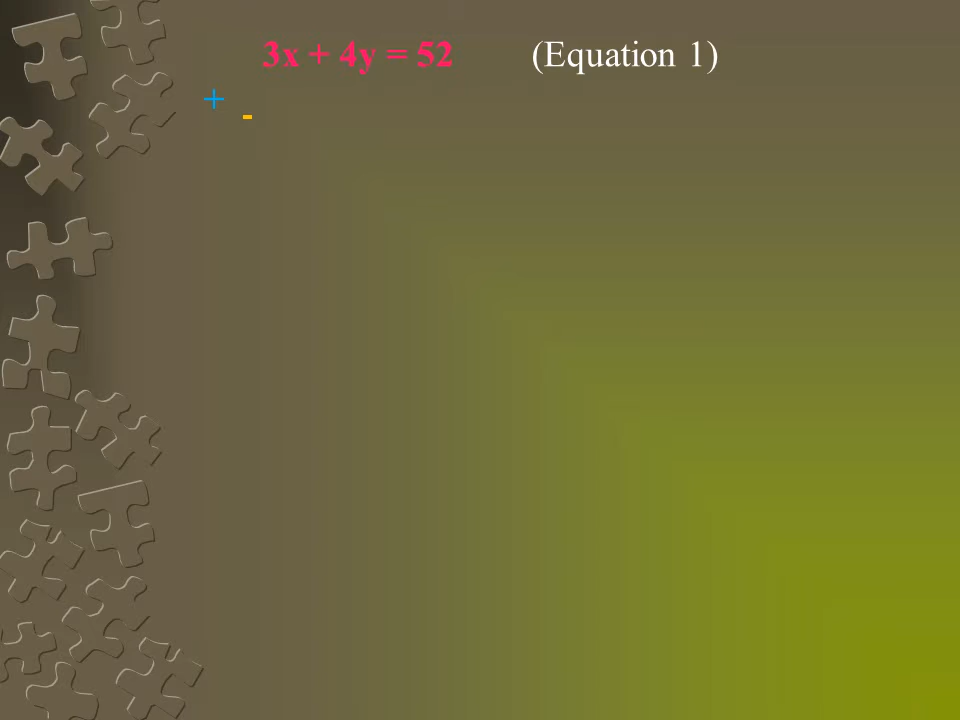 3x + 4y = 52 (Equation 1)
+ -